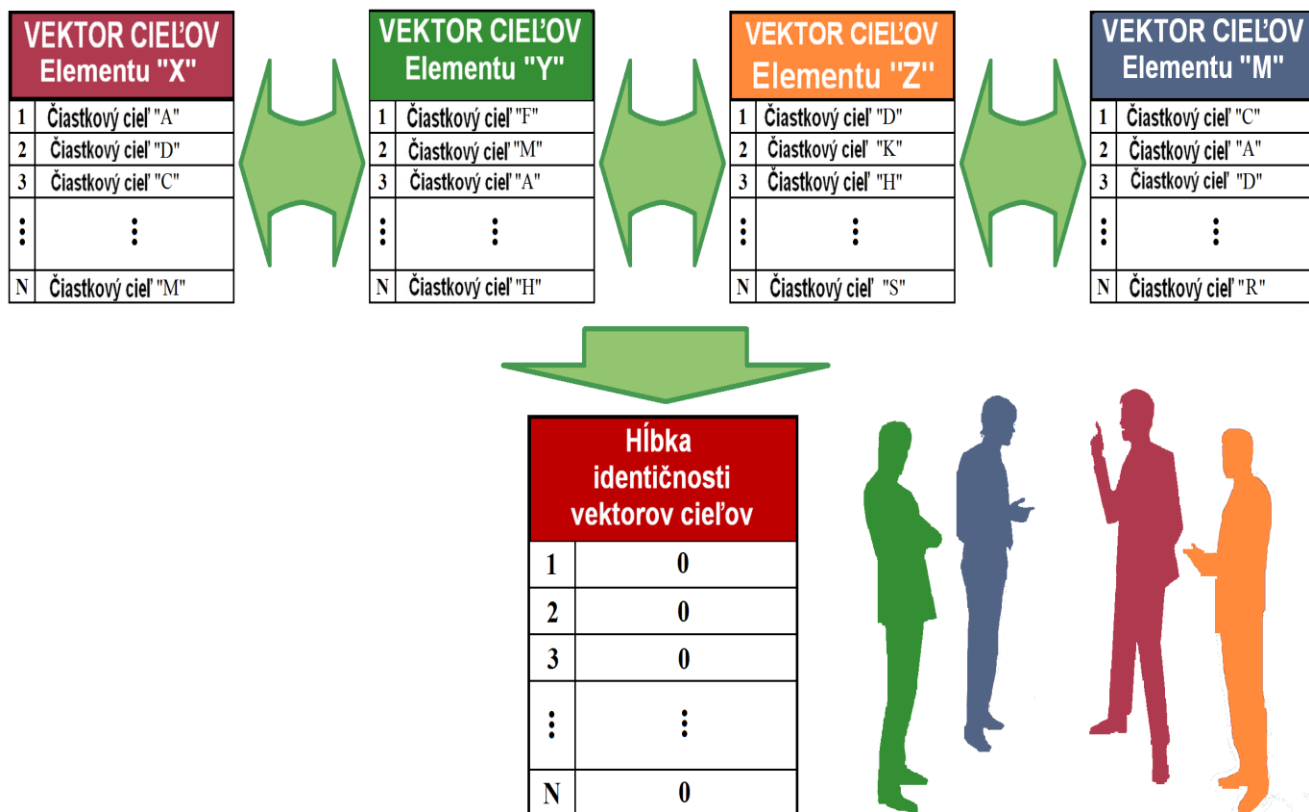 VEKTOR CIEĽOV
Elementu "X"
1 Čiastkový cieľ "A"
2 Čiastkový cieľ "D"
3 Čiastkový cieľ "C"
⋮ ⋮
N Čiastkový cieľ "M"
VEKTOR CIEĽOV
Elementu "Y"
1 Čiastkový cieľ "F"
2 Čiastkový cieľ "M"
3 Čiastkový cieľ "A"
⋮ ⋮
N Čiastkový cieľ "H"
VEKTOR CIEĽOV
Elementu "Z"
1 Čiastkový cieľ "D"
2 Čiastkový cieľ "K"
3 Čiastkový cieľ "H"
⋮ ⋮
N Čiastkový cieľ "S"
VEKTOR CIEĽOV
Elementu "M"
1 Čiastkový cieľ "C"
2 Čiastkový cieľ "A"
3 Čiastkový cieľ "D"
⋮ ⋮
N Čiastkový cieľ "R"
Hĺbka
identičnosti
vektorov cieľov
1 0
2 0
3 0
⋮ ⋮
N 0